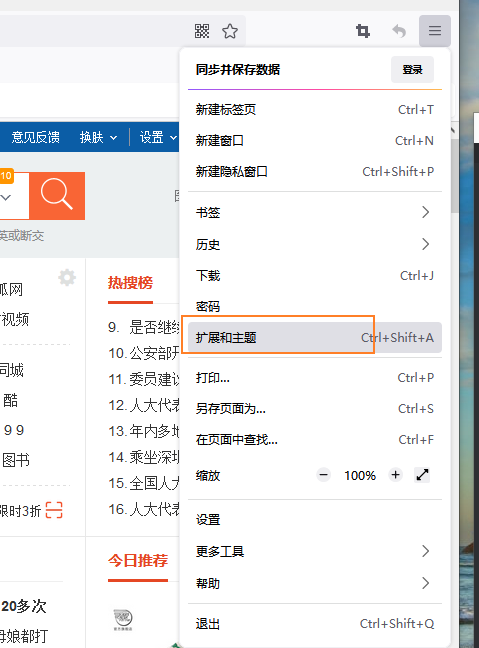 同步并保存数据
登录
新建标签页 Ctrl+T
新建窗口 Ctrl+N
新建隐私窗口 Ctrl+Shift+P
书签
历史
下载 Ctrl+J
密码
扩展和主题 Ctrl+Shift+A
打印... Ctrl+P
另存页面为... Ctrl+S
在页面中查找... Ctrl+F
缩放 − 100% +
设置
更多工具
帮助
退出 Ctrl+Shift+Q
意见反馈 换肤 设置
10
英或断交
狐网
视频
同城
酷
99
图书
限时3折
20多次
母娘都打
热搜榜
9. 是否继续
10. 公安部开
11. 委员建议
12. 人大代表
13. 年内多地
14. 乘坐深圳
15. 全国人大
16. 人大代表
今日推荐